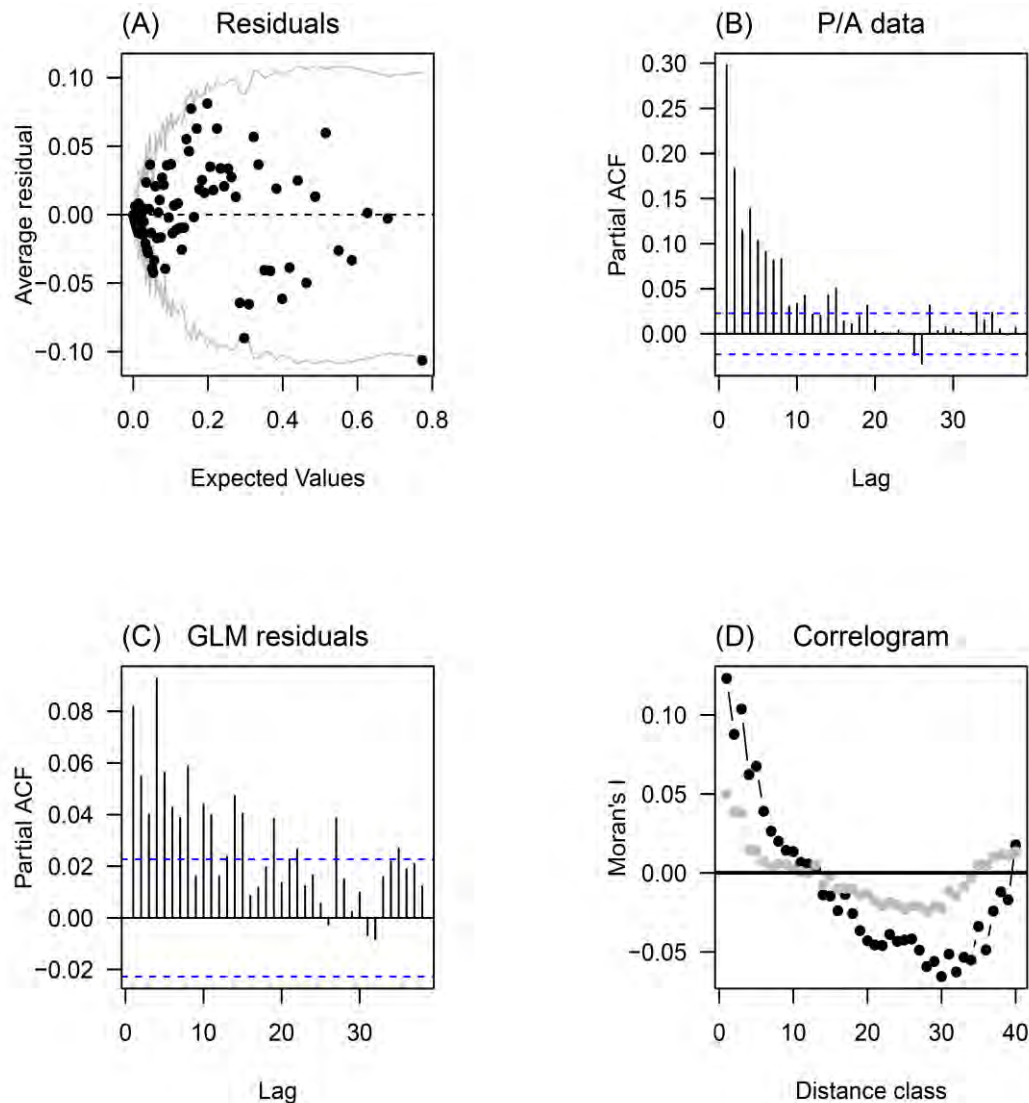 (A) Residuals
Average residual
0.10
0.05
0.00
−0.05
−0.10
0.0 0.2 0.4 0.6 0.8
Expected Values
(B) P/A data
Partial ACF
0.30
0.25
0.20
0.15
0.10
0.05
0.00
0 10 20 30
Lag
(C) GLM residuals
Partial ACF
0.08
0.06
0.04
0.02
0.00
−0.02
0 10 20 30
Lag
(D) Correlogram
Moran's I
0.10
0.05
0.00
−0.05
0 10 20 30 40
Distance class